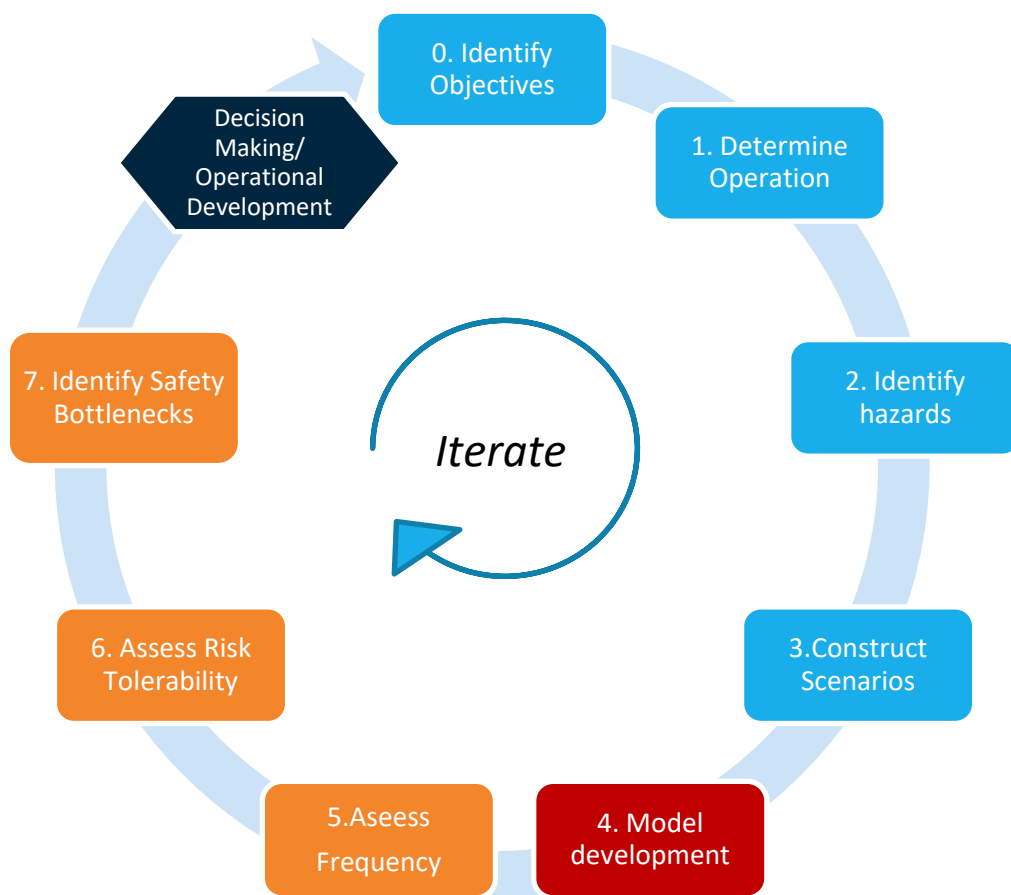 0. Identify
Objectives
1. Determine
Operation
2. Identify
hazards
3.Construct
Scenarios
4. Model
development
5.Aseess
Frequency
6. Assess Risk
Tolerability
7. Identify Safety
Bottlenecks
Decision
Making/
Operational
Development
Iterate